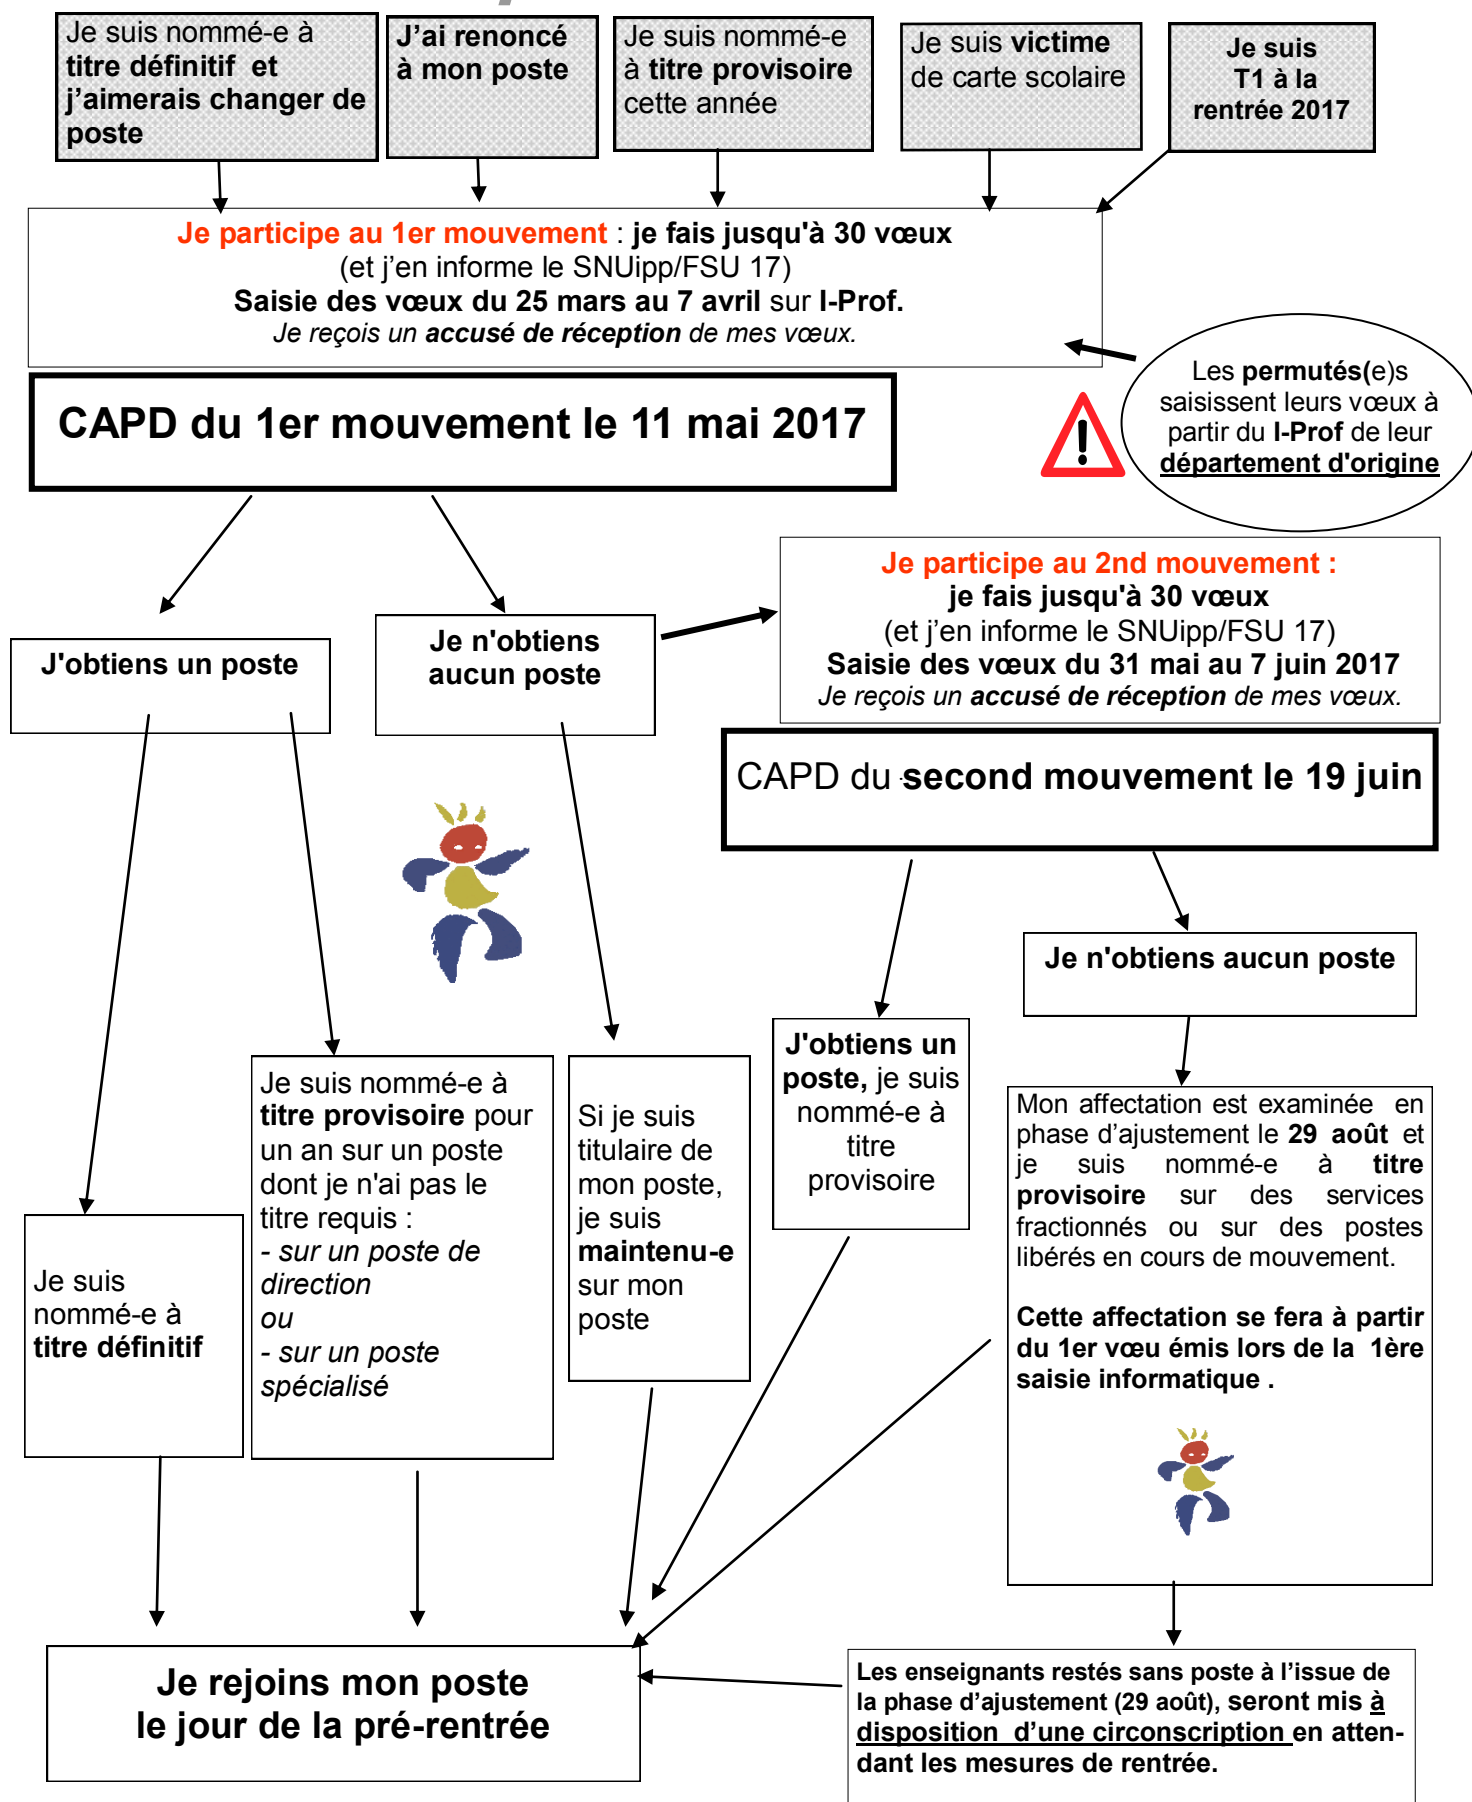 Je suis nommé-e à
titre définitif et
j'aimerais changer de
poste
J'ai renoncé
à mon poste
Je suis nommé-e
à titre provisoire
cette année
Je suis victime
de carte scolaire
Je suis
T1 à la
rentrée 2017
Je participe au 1er mouvement : je fais jusqu'à 30 vœux
(et j'en informe le SNUipp/FSU 17)
Saisie des vœux du 25 mars au 7 avril sur I-Prof.
Je reçois un accusé de réception de mes vœux.
Les permutés(e)s
saisissent leurs vœux à
partir du I-Prof de leur
département d'origine
CAPD du 1er mouvement le 11 mai 2017
!
Je participe au 2nd mouvement :
je fais jusqu'à 30 vœux
(et j'en informe le SNUipp/FSU 17)
Saisie des vœux du 31 mai au 7 juin 2017
Je reçois un accusé de réception de mes vœux.
J'obtiens un poste
Je n'obtiens
aucun poste
CAPD du second mouvement le 19 juin
Je n'obtiens aucun poste
J'obtiens un
poste, je suis
nommé-e à
titre
provisoire
Je suis
nommé-e à
titre définitif
Je suis nommé-e à
titre provisoire pour
un an sur un poste
dont je n'ai pas le
titre requis :
- sur un poste de
direction
ou
- sur un poste
spécialisé
Si je suis
titulaire de
mon poste,
je suis
maintenu-e
sur mon
poste
Mon affectation est examinée en
phase d'ajustement le 29 août et
je suis nommé-e à titre
provisoire sur des services
fractionnés ou sur des postes
libérés en cours de mouvement.
Cette affectation se fera à partir
du 1er vœu émis lors de la 1ère
saisie informatique .
Je rejoins mon poste
le jour de la pré-rentrée
Les enseignants restés sans poste à l'issue de
la phase d'ajustement (29 août), seront mis à
disposition d'une circonscription en atten-
dant les mesures de rentrée.